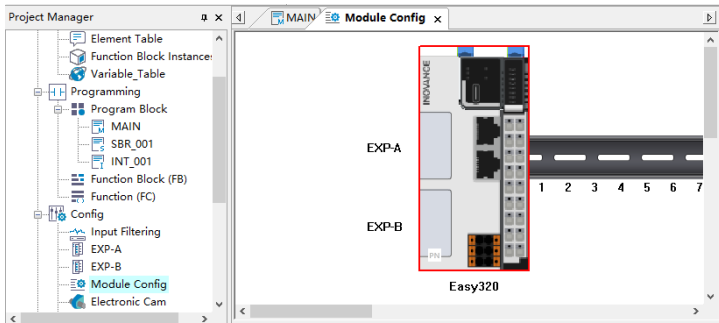 Project Manager
Element Table
Function Block Instances
Variable_Table
Programming
Program Block
MAIN
SBR_001
INT_001
Function Block (FB)
Function (FC)
Config
Input Filtering
EXP-A
EXP-B
Module Config
Electronic Cam
MAIN
Module Config
INOVANCE
EXP-A
EXP-B
PN
1 2 3 4 5 6 7
Easy320